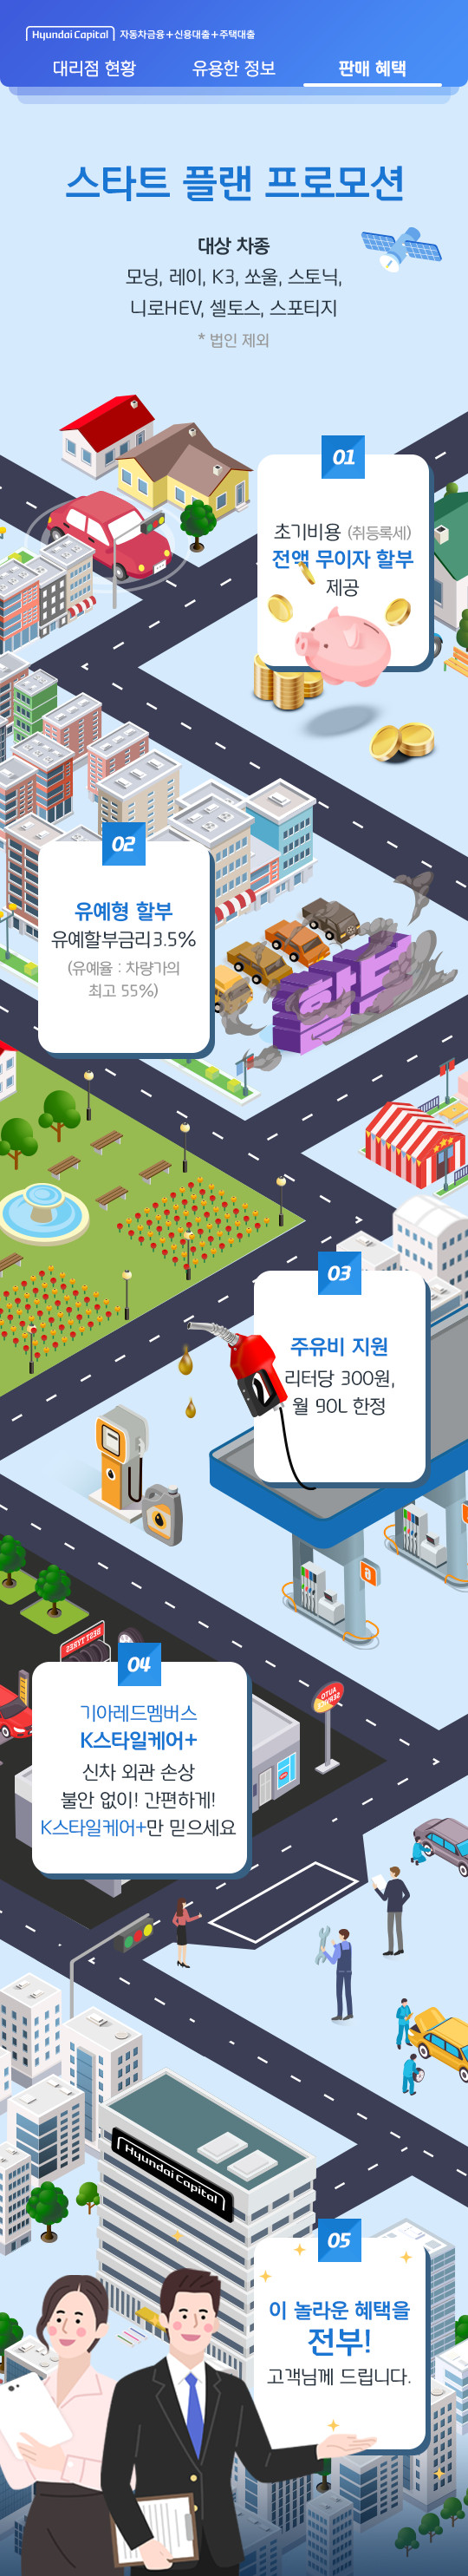 Hyundai Capital 자동차금융+신용대출+주택대출
대리점 현황 유용한 정보 판매 혜택
스타트 플랜 프로모션
대상 차종
모닝, 레이, K3, 쏘울, 스토닉,
니로HEV, 셀토스, 스포티지
* 법인 제외
01
초기비용 (취등록세)
전액 무이자 할부
제공
02
유예형 할부
유예할부금리 3.5%
(유예율 : 차량가의
최고 55%)
할부
03
주유비 지원
리터당 300원,
월 90L 한정
BEST TYRES
04
기아레드멤버스
K스타일케어+
신차 외관 손상
불안 없이! 간편하게!
K스타일케어+만 믿으세요
AUTO
SERVICE
Hyundai Capital
05
이 놀라운 혜택을
전부!
고객님께 드립니다.